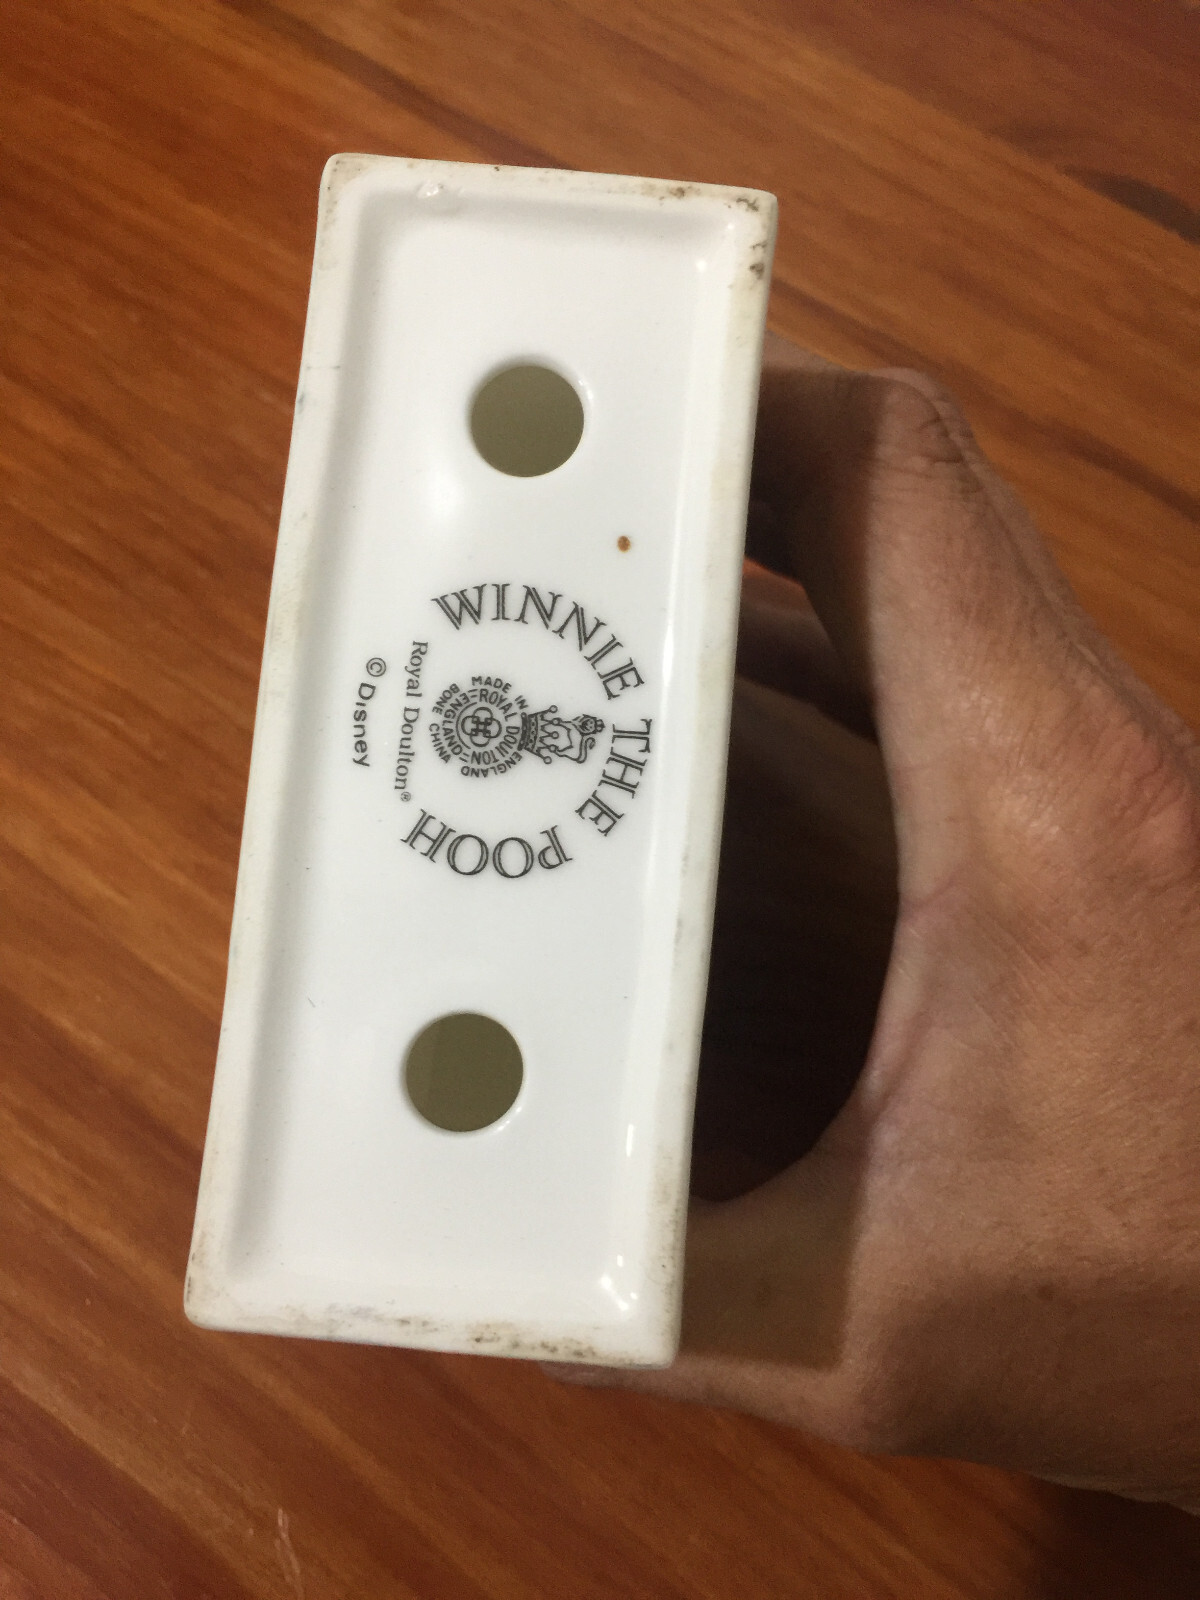 WINNIE THE POOH
MADE IN ENGLAND
BONE CHINA
ROYAL DOULTON
ENGLAND
Royal Doulton®
© Disney